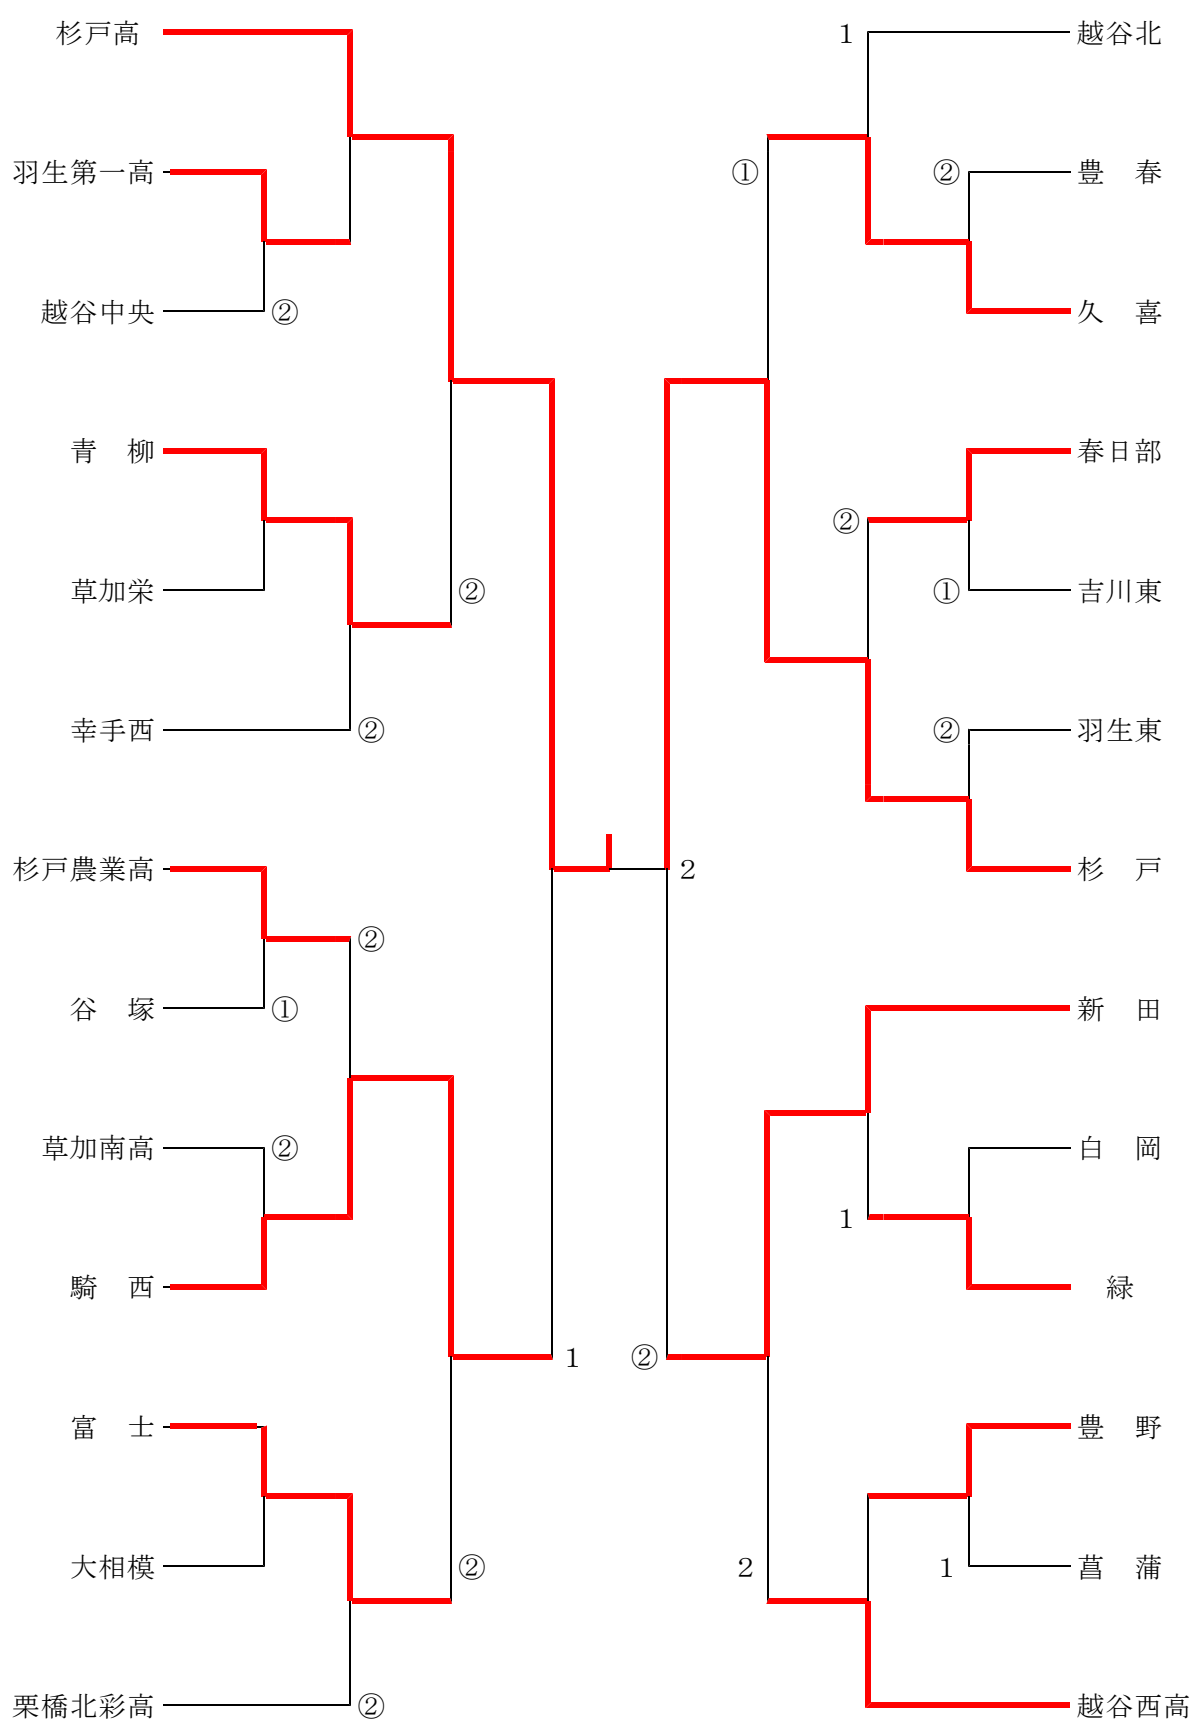 杉戸高
1
越谷北
羽生第一高
①
②
豊　春
越谷中央
②
久　喜
青　柳
春日部
②
草加栄
②
①
吉川東
幸手西
②
②
羽生東
杉戸農業高
2
杉　戸
②
谷　塚
①
新　田
草加南高
②
白　岡
1
騎　西
緑
1
②
富　士
豊　野
大相模
②
2
1
菖　蒲
栗橋北彩高
②
越谷西高